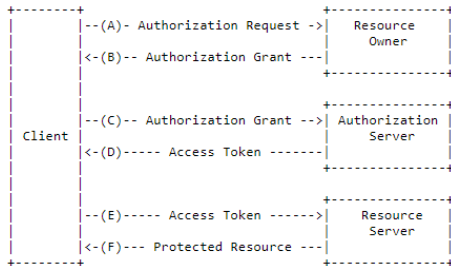 --(A)- Authorization Request ->| Resource
Owner
<-(B)-- Authorization Grant ---|
--(C)-- Authorization Grant -->| Authorization
Client Server
<-(D)----- Access Token -------|
--(E)----- Access Token ------>| Resource
Server
<-(F)--- Protected Resource ---|